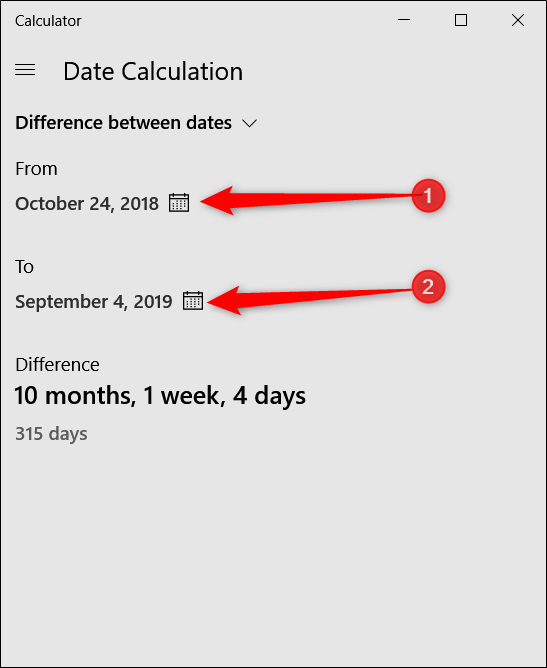 Calculator
Date Calculation
Difference between dates
From
October 24, 2018
1
To
September 4, 2019
2
Difference
10 months, 1 week, 4 days
315 days